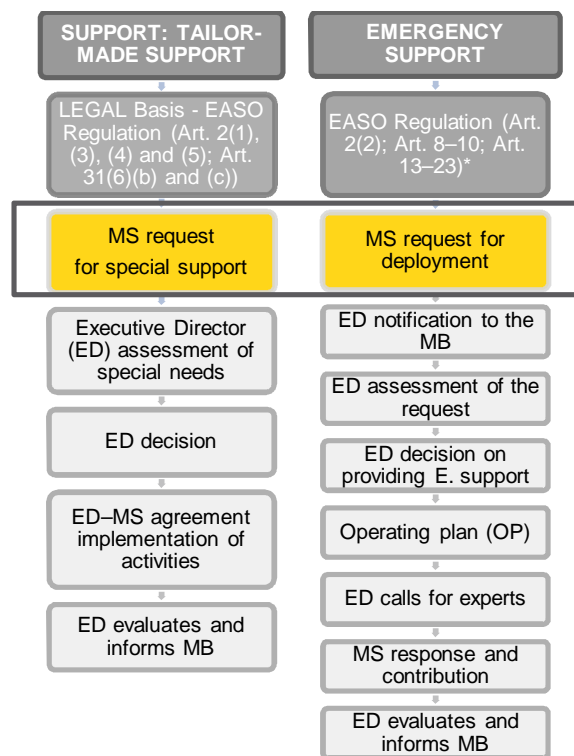 SUPPORT: TAILOR-
MADE SUPPORT
LEGAL Basis - EASO
Regulation (Art. 2(1),
(3), (4) and (5); Art.
31(6)(b) and (c))
MS request
for special support
Executive Director
(ED) assessment of
special needs
ED decision
ED–MS agreement
implementation of
activities
ED evaluates and
informs MB
EMERGENCY
SUPPORT
EASO Regulation (Art.
2(2); Art. 8–10; Art.
13–23)*
MS request for
deployment
ED notification to the
MB
ED assessment of the
request
ED decision on
providing E. support
Operating plan (OP)
ED calls for experts
MS response and
contribution
ED evaluates and
informs MB